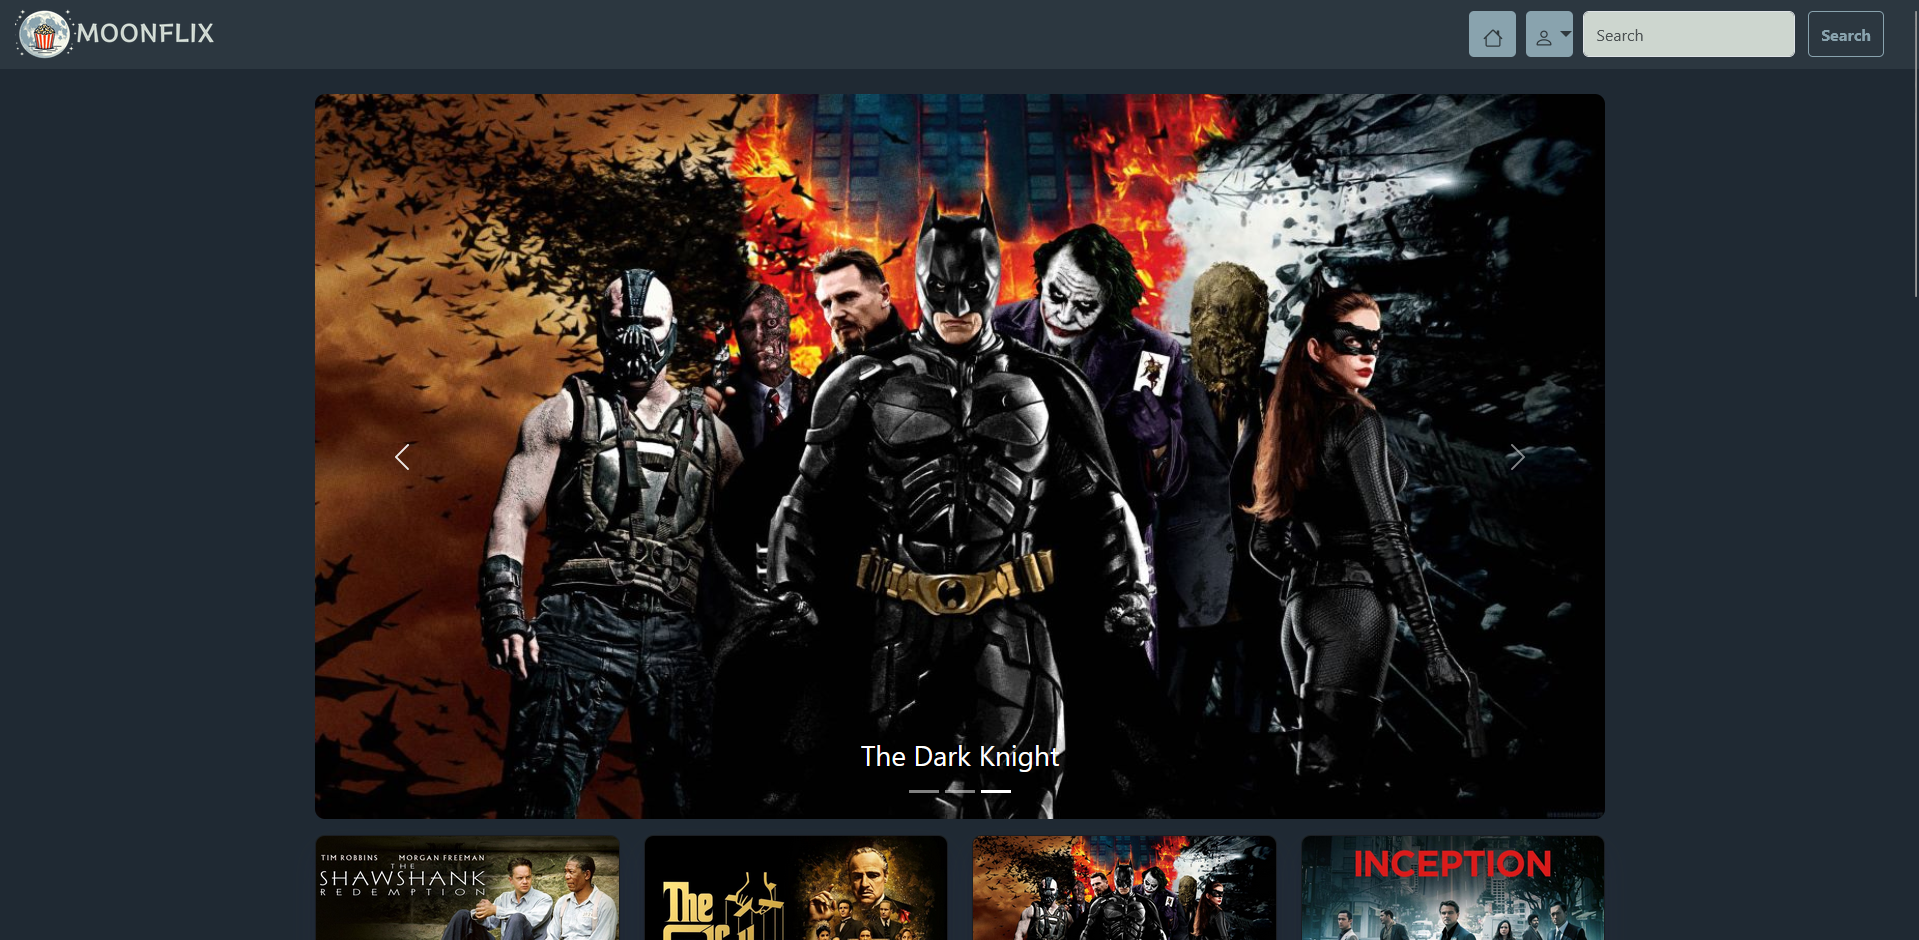 MOONFLIX
Search
Search
The Dark Knight
TIM ROBBINS MORGAN FREEMAN
THE
SHAWSHANK
REDEMPTION
The
INCEPTION